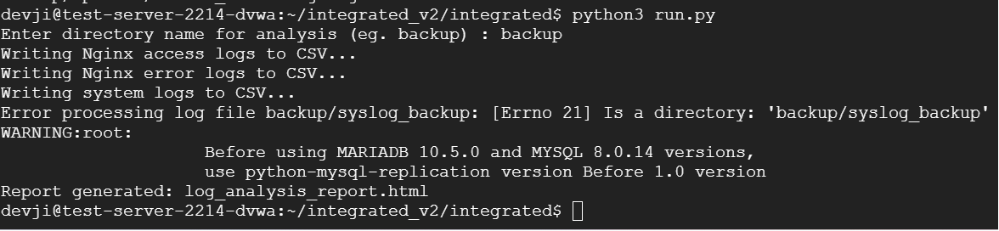 devji@test-server-2214-dvwa:~/integrated_v2/integrated$ python3 run.py
Enter directory name for analysis (eg. backup) : backup
Writing Nginx access logs to CSV...
Writing Nginx error logs to CSV...
Writing system logs to CSV...
Error processing log file backup/syslog_backup: [Errno 21] Is a directory: 'backup/syslog_backup'
WARNING:root:
                    Before using MARIADB 10.5.0 and MYSQL 8.0.14 versions,
                    use python-mysql-replication version Before 1.0 version
Report generated: log_analysis_report.html
devji@test-server-2214-dvwa:~/integrated_v2/integrated$